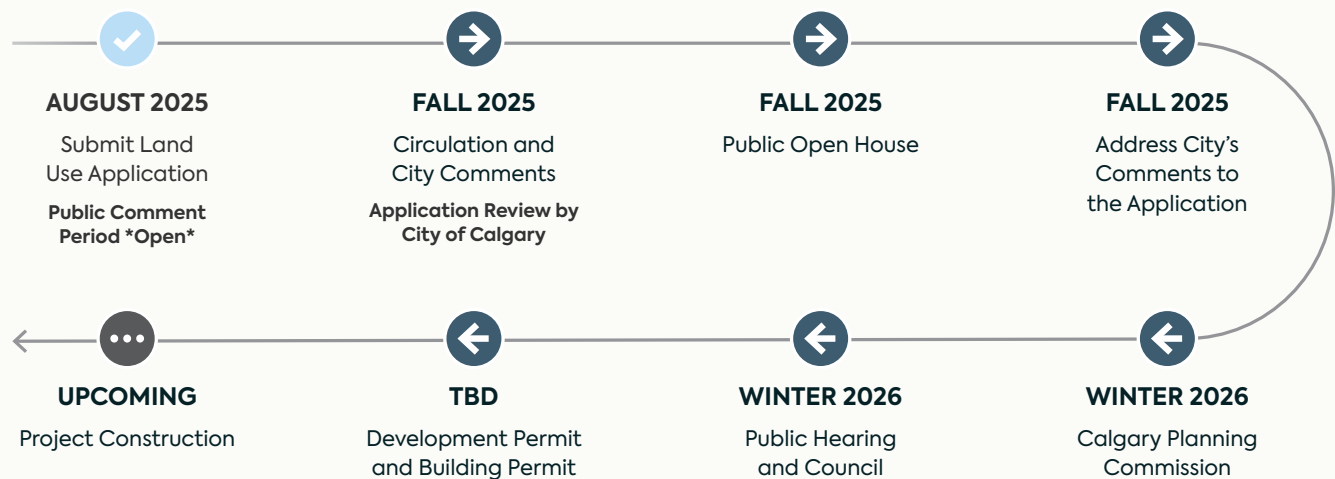 AUGUST 2025
Submit Land
Use Application
Public Comment
Period *Open*
FALL 2025
Circulation and
City Comments
Application Review by
City of Calgary
FALL 2025
Public Open House
FALL 2025
Address City's
Comments to
the Application
WINTER 2026
Calgary Planning
Commission
WINTER 2026
Public Hearing
and Council
TBD
Development Permit
and Building Permit
UPCOMING
Project Construction